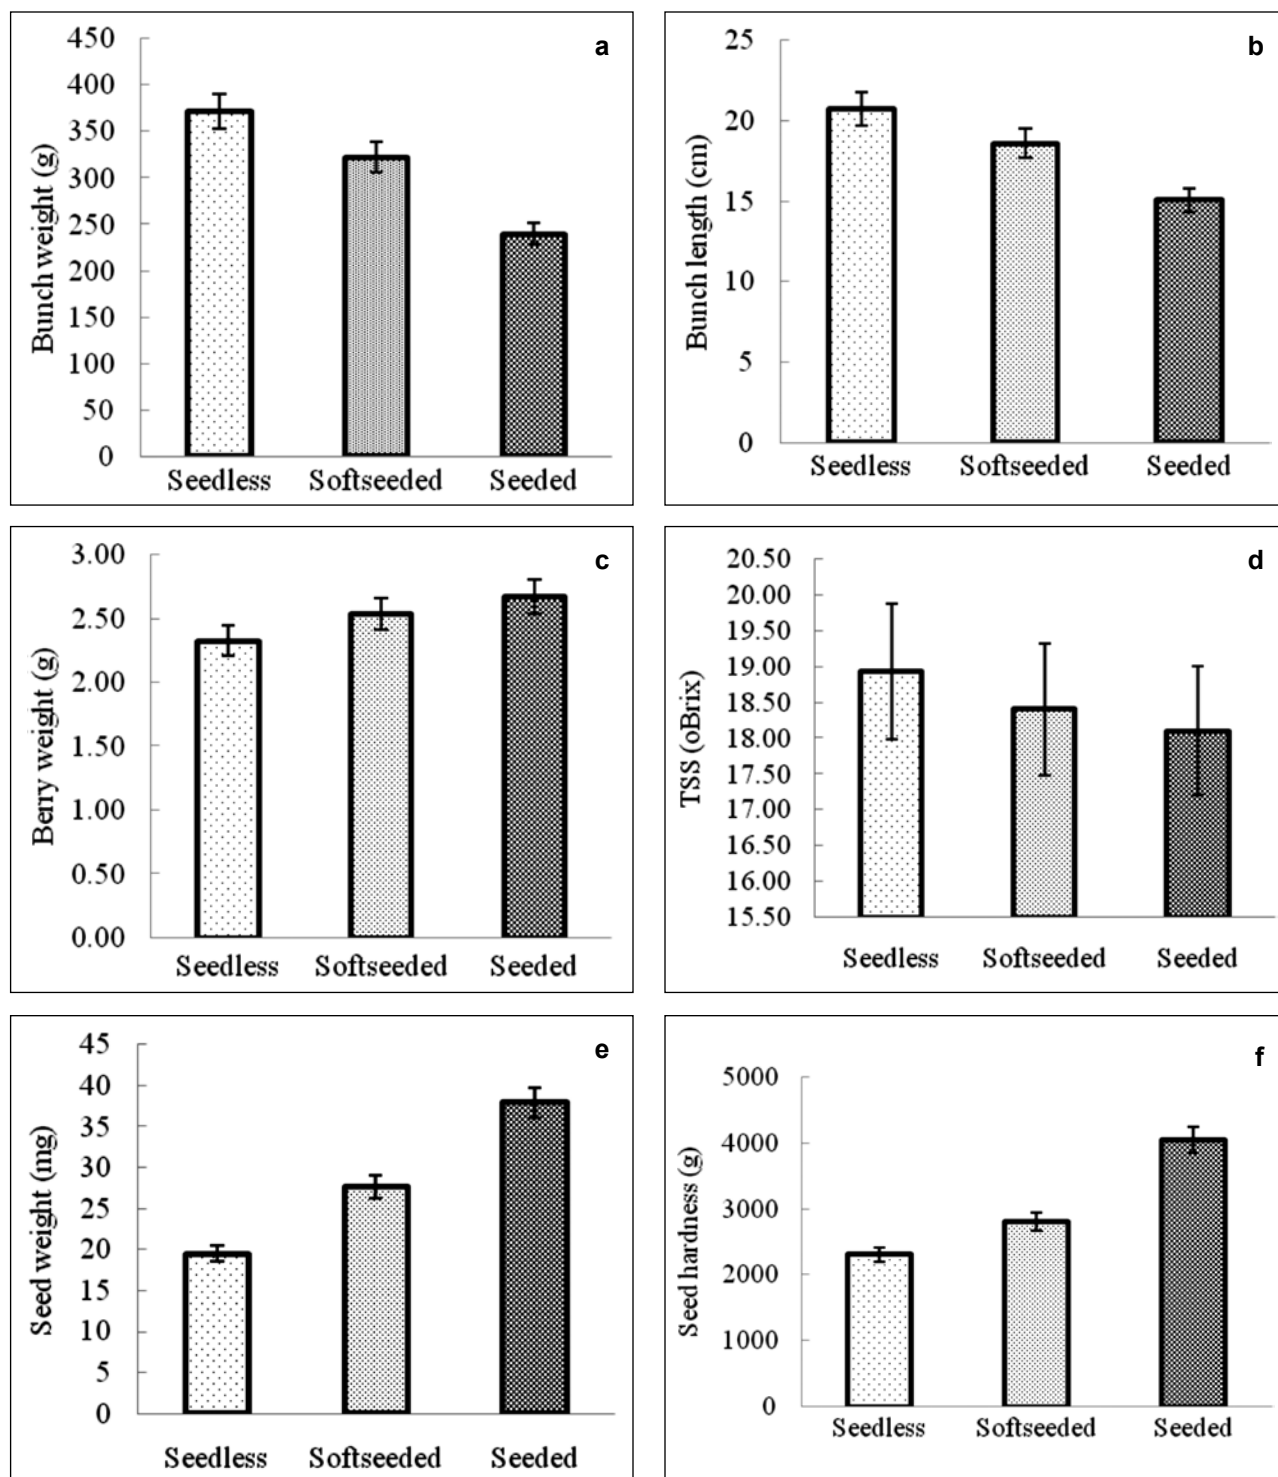 a
Bunch weight (g)
450
400
350
300
250
200
150
100
50
0
Seedless Softseeded Seeded
b
Bunch length (cm)
25
20
15
10
5
0
Seedless Softseeded Seeded
c
Berry weight (g)
3.00
2.50
2.00
1.50
1.00
0.50
0.00
Seedless Softseeded Seeded
d
TSS (oBrix)
20.50
20.00
19.50
19.00
18.50
18.00
17.50
17.00
16.50
16.00
15.50
Seedless Softseeded Seeded
e
Seed weight (mg)
45
40
35
30
25
20
15
10
5
0
Seedless Softseeded Seeded
f
Seed hardness (g)
5000
4000
3000
2000
1000
0
Seedless Softseeded Seeded